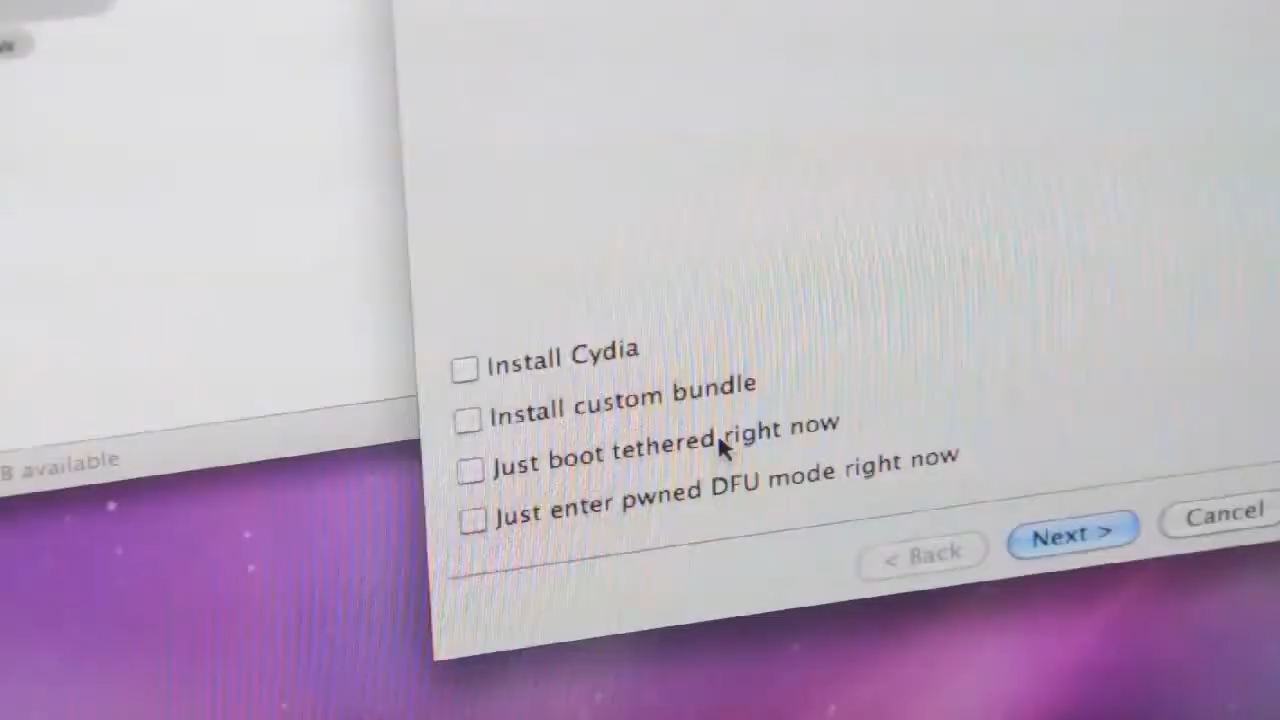 Install Cydia
Install custom bundle
Just boot tethered right now
Just enter pwned DFU mode right now
B available
< Back
Next >
Cancel